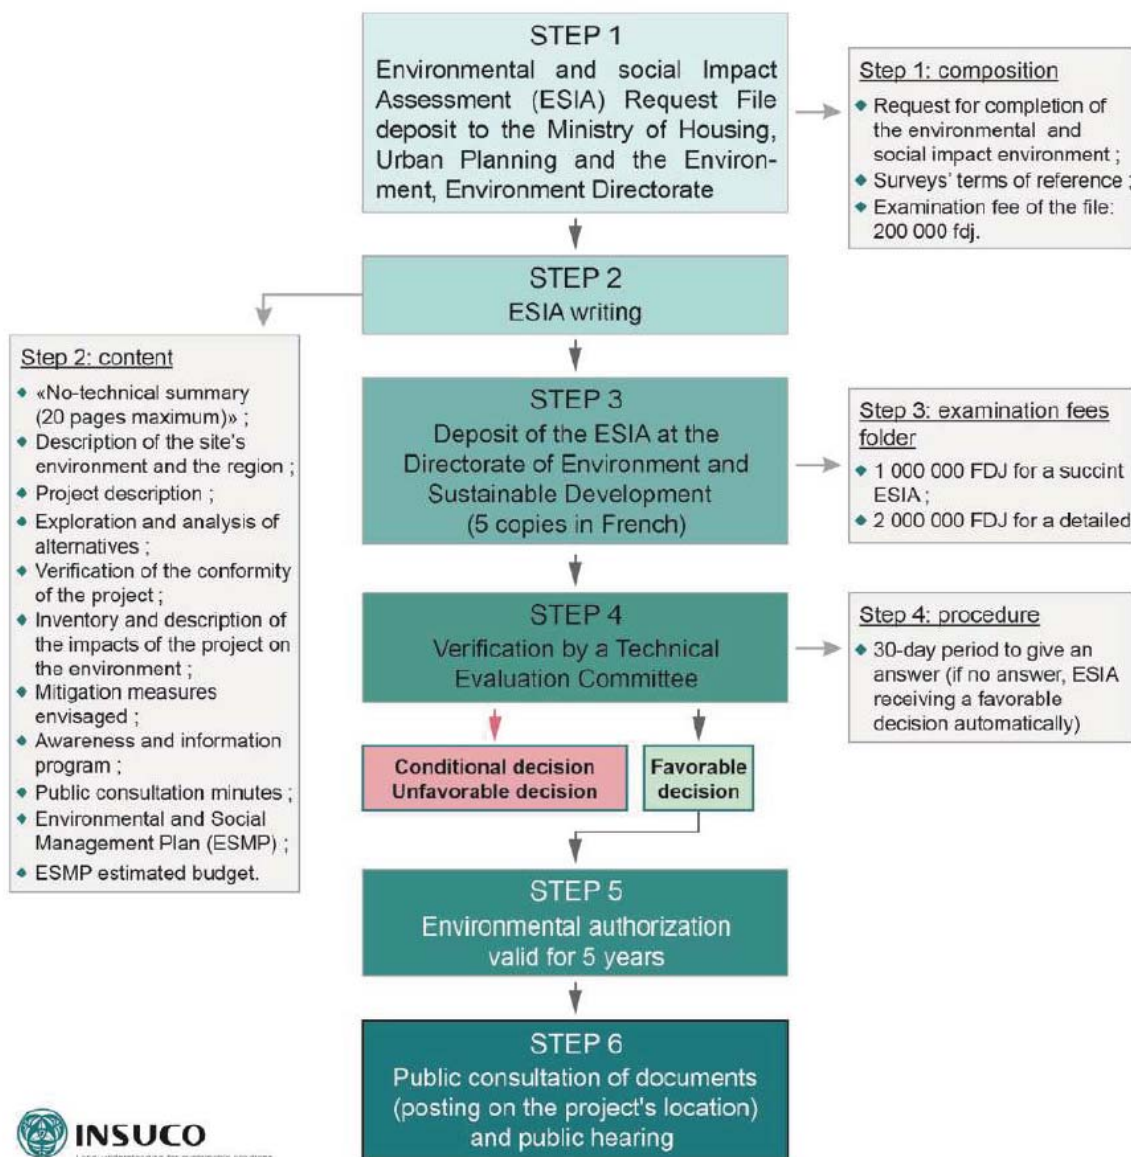 STEP 1
Environmental and social Impact
Assessment (ESIA) Request File
deposit to the Ministry of Housing,
Urban Planning and the Environ-
ment, Environment Directorate
Step 1: composition
Request for completion of
the environmental and
social impact environment ;
Surveys' terms of reference ;
Examination fee of the file:
200 000 fdj.
STEP 2
ESIA writing
Step 2: content
«No-technical summary
(20 pages maximum)» ;
Description of the site's
environment and the region ;
Project description ;
Exploration and analysis of
alternatives ;
Verification of the conformity
of the project ;
Inventory and description of
the impacts of the project on
the environment ;
Mitigation measures
envisaged ;
Awareness and information
program ;
Public consultation minutes ;
Environmental and Social
Management Plan (ESMP) ;
ESMP estimated budget.
STEP 3
Deposit of the ESIA at the
Directorate of Environment and
Sustainable Development
(5 copies in French)
Step 3: examination fees
folder
1 000 000 FDJ for a succint
ESIA ;
2 000 000 FDJ for a detailed
STEP 4
Verification by a Technical
Evaluation Committee
Step 4: procedure
30-day period to give an
answer (if no answer, ESIA
receiving a favorable
decision automatically)
Conditional decision
Unfavorable decision
Favorable
decision
STEP 5
Environmental authorization
valid for 5 years
STEP 6
Public consultation of documents
(posting on the project's location)
and public hearing
INSUCO